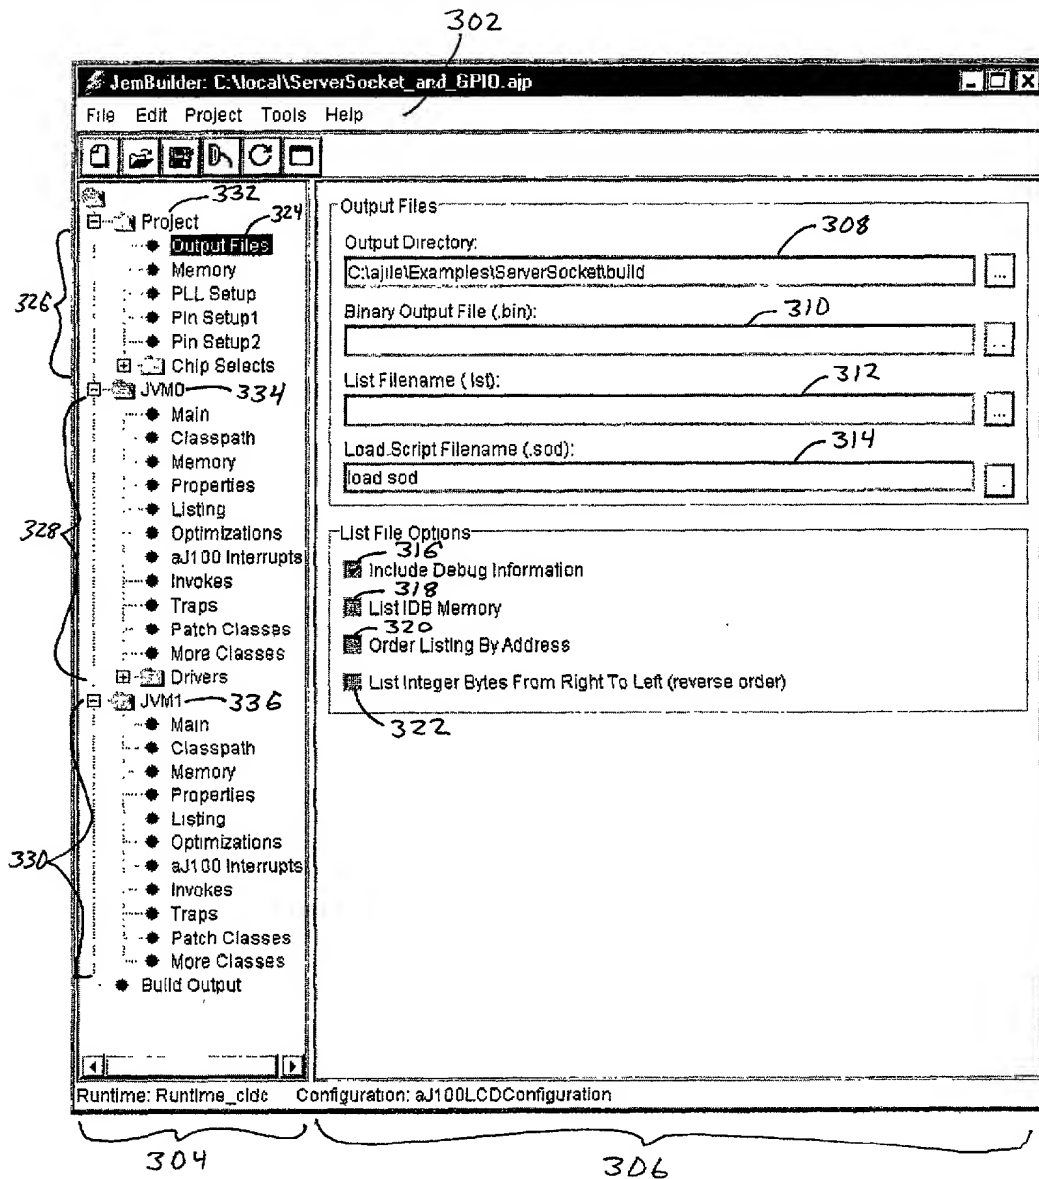 302
JemBuilder: C:\local\ServerSocket_and_GPIO.ajp
File Edit Project Tools Help
332
Project
324
Output Files
Memory
PLL Setup
326
Pin Setup1
Pin Setup2
Chip Selects
JVM0
334
Main
Classpath
Memory
Properties
Listing
328
Optimizations
aJ100 Interrupts
Invokes
Traps
Patch Classes
More Classes
Drivers
JVM1
336
Main
Classpath
Memory
Properties
Listing
Optimizations
330
aJ100 Interrupts
Invokes
Traps
Patch Classes
More Classes
Build Output
Output Files
308
Output Directory:
C:\ajile\Examples\ServerSocket\build
...
Binary Output File (.bin):
310
...
List Filename (.lst):
312
...
Load Script Filename (.sod):
314
load sod
List File Options
316
Include Debug Information
318
List IDB Memory
320
Order Listing By Address
List Integer Bytes From Right To Left (reverse order)
322
Runtime: Runtime_cldc Configuration: aJ100LCDConfiguration
304
306